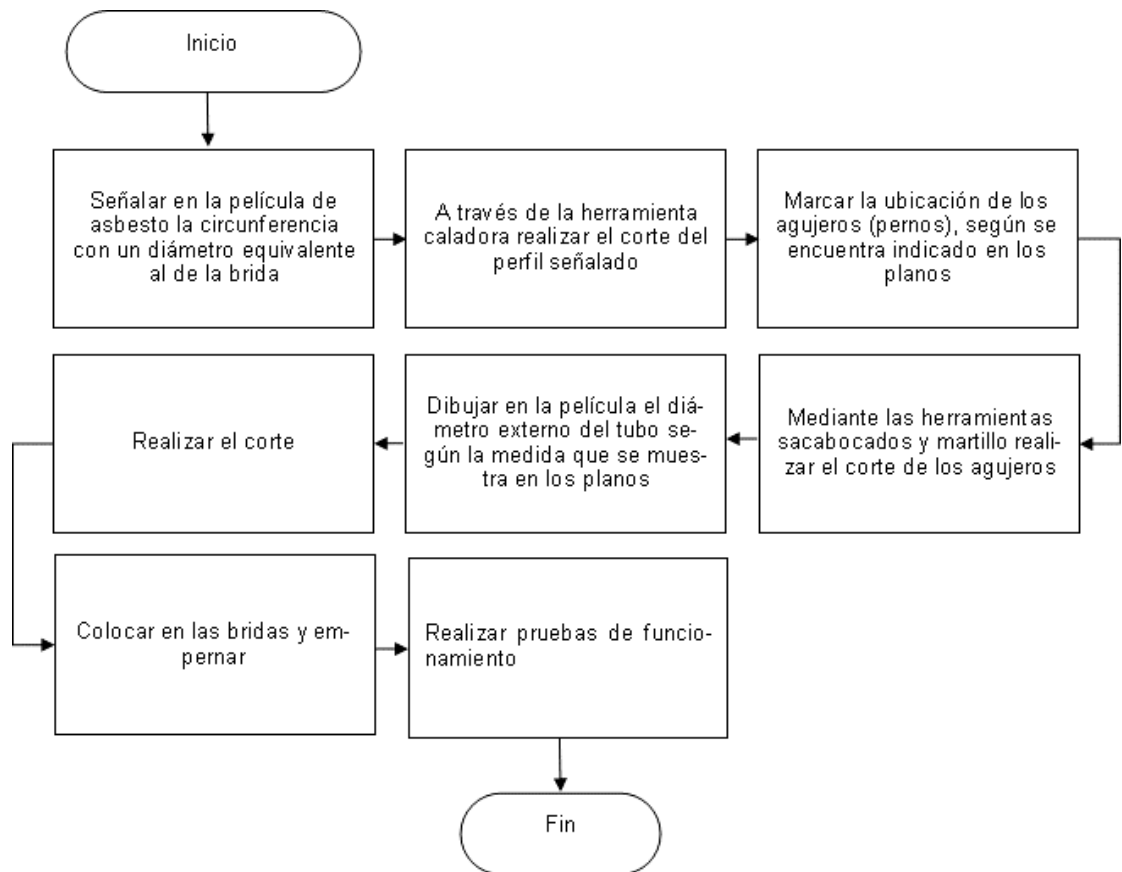 Inicio
Señalar en la película de
asbesto la circunferencia
con un diámetro equivalente
al de la brida
A través de la herramienta
caladora realizar el corte del
perfil señalado
Marcar la ubicación de los
agujeros (pernos), según se
encuentra indicado en los
planos
Mediante las herramientas
sacabocados y martillo reali-
zar el corte de los agujeros
Dibujar en la película el diá-
metro externo del tubo se-
gún la medida que se mues-
tra en los planos
Realizar el corte
Colocar en las bridas y em-
pernar
Realizar pruebas de funcio-
namiento
Fin